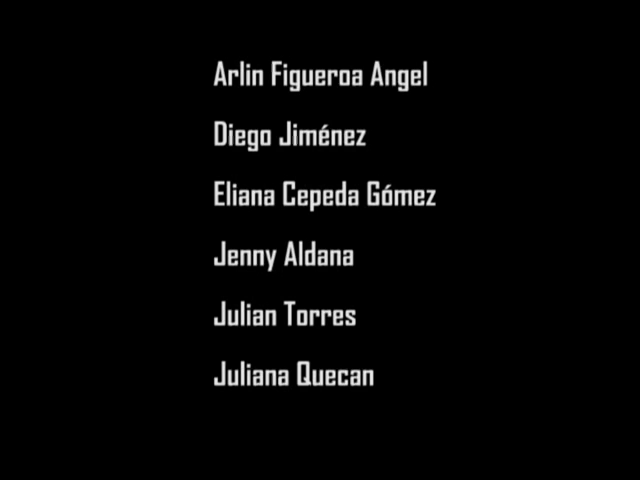 Arlin Figueroa Angel
Diego Jiménez
Eliana Cepeda Gómez
Jenny Aldana
Julian Torres
Juliana Quecan